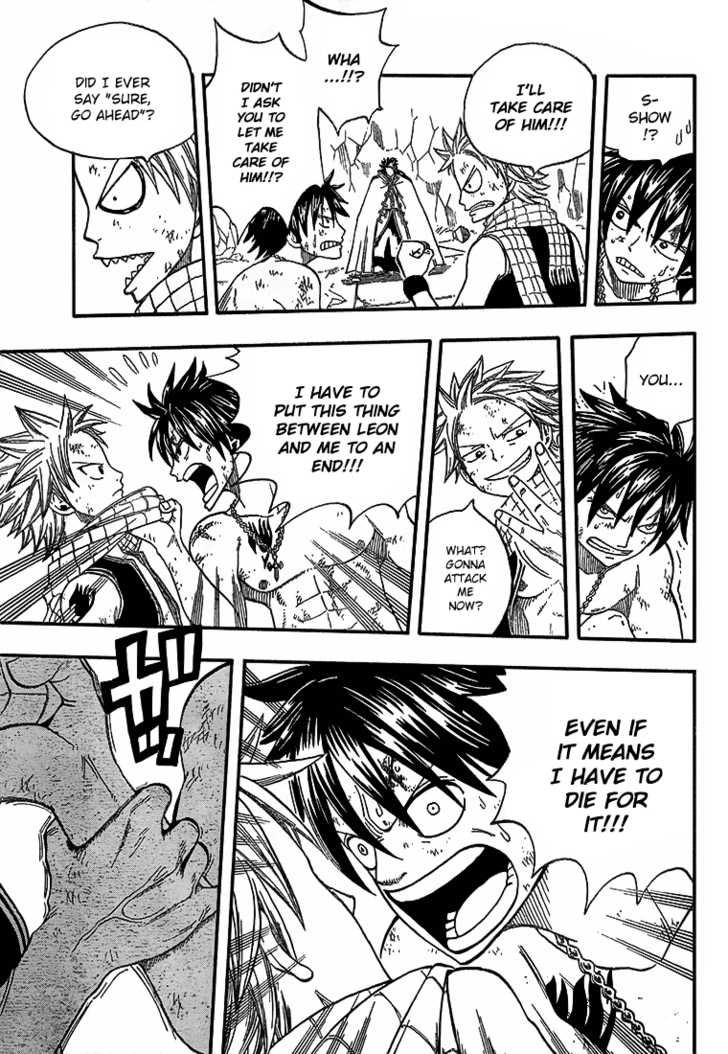 S-
SHOW
!?
I'LL
TAKE CARE
OF HIM!!!
WHA
...!!?
DIDN'T
I ASK
YOU TO
LET ME
TAKE
CARE OF
HIM!!?
DID I EVER
SAY "SURE,
GO AHEAD"?
YOU...
WHAT?
GONNA
ATTACK
ME
NOW?
I HAVE TO
PUT THIS THING
BETWEEN LEON
AND ME TO AN
END!!!
EVEN IF
IT MEANS
I HAVE TO
DIE FOR
IT!!!
ガッ